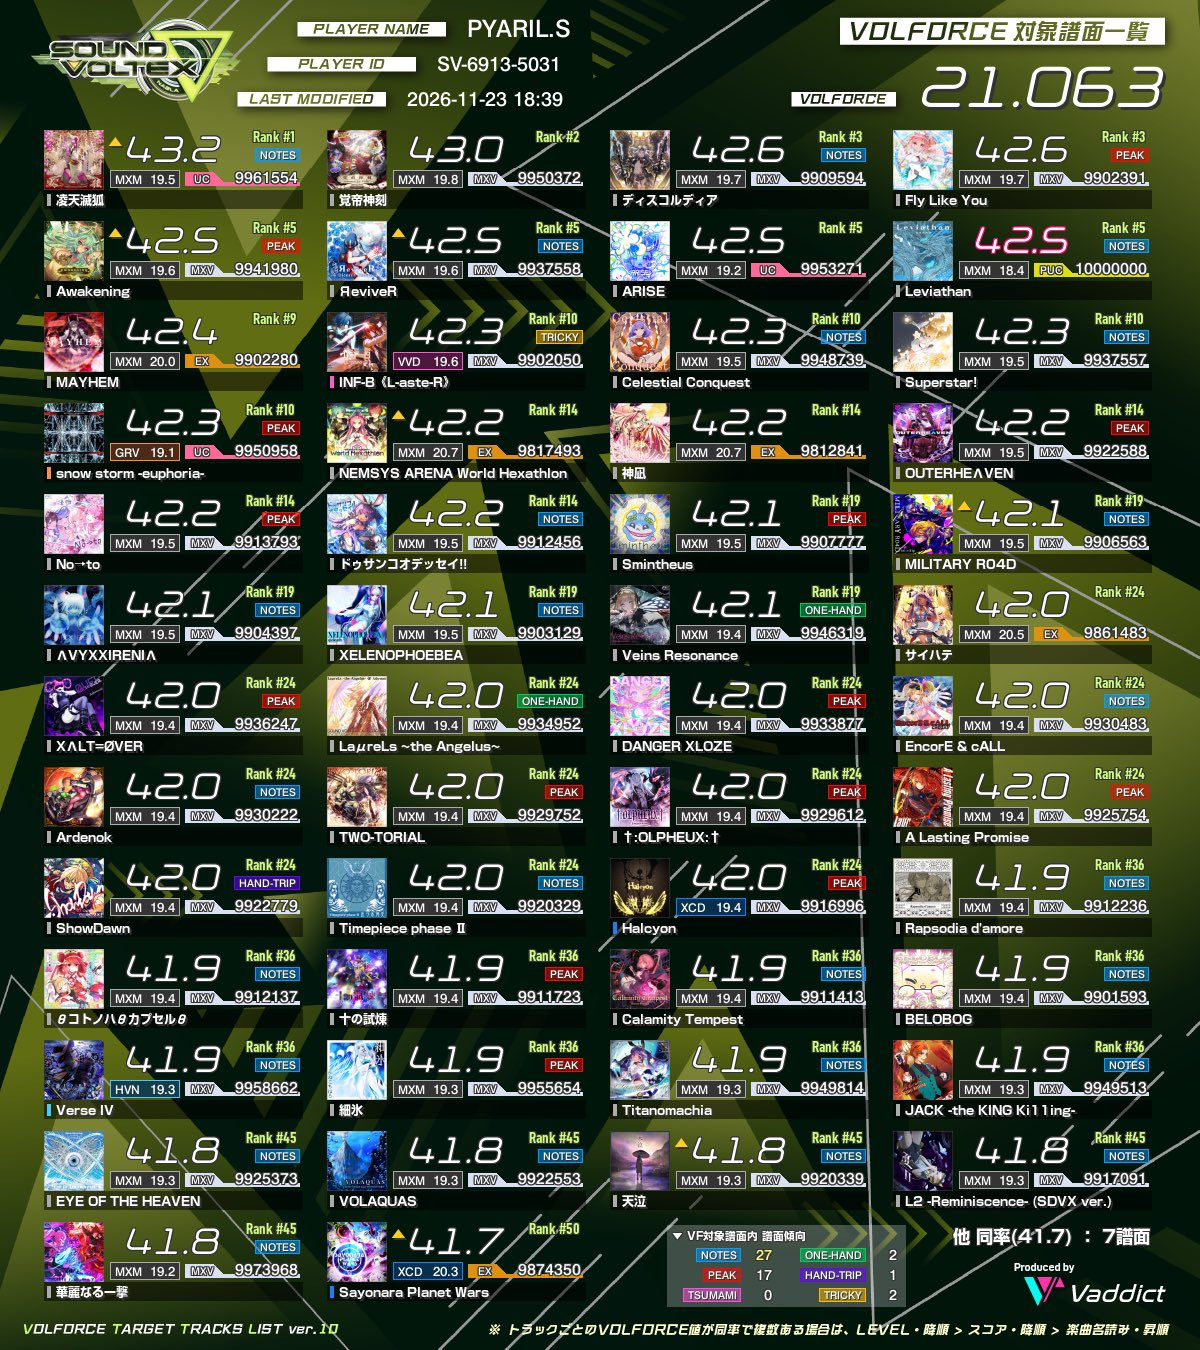 SOUND VOLTEX
NABLA
PLAYER NAME PYARIL.S
PLAYER ID SV-6913-5031
LAST MODIFIED 2026-11-23 18:39
VOLFORCE 対象譜面一覧
VOLFORCE 21.063
43.2 Rank #1 NOTES
MXM 19.5 UC 9961554
凌天滅狐
43.0 Rank #2
MXM 19.8 MXV 9950372
覚帝神刻
42.6 Rank #3 NOTES
MXM 19.7 MXV 9909594
ディスコルディア
42.6 Rank #3 PEAK
MXM 19.7 MXV 9902391
Fly Like You
42.5 Rank #5 PEAK
MXM 19.6 MXV 9941980
Awakening
42.5 Rank #5 NOTES
MXM 19.6 MXV 9937558
ЯeviveR
42.5 Rank #5
MXM 19.2 UC 9953271
ARISE
42.5 Rank #5 NOTES
MXM 18.4 PUC 10000000
Leviathan
42.4 Rank #9
MXM 20.0 EX 9902280
MAYHEM
42.3 Rank #10 TRICKY
VVD 19.6 MXV 9902050
INF-B《L-aste-R》
42.3 Rank #10 NOTES
MXM 19.5 MXV 9948739
Celestial Conquest
42.3 Rank #10 NOTES
MXM 19.5 MXV 9937557
Superstar!
42.3 Rank #10 PEAK
GRV 19.1 UC 9950958
snow storm -euphoria-
42.2 Rank #14
MXM 20.7 EX 9817493
NEMSYS ARENA World Hexathlon
42.2 Rank #14
MXM 20.7 EX 9812841
神凪
42.2 Rank #14 PEAK
MXM 19.5 MXV 9922588
OUTERHEΛVEN
42.2 Rank #14 PEAK
MXM 19.5 MXV 9913793
No→to
42.2 Rank #14 NOTES
MXM 19.5 MXV 9912456
ドゥサンコオデッセイ!!
42.1 Rank #19 PEAK
MXM 19.5 MXV 9907777
Smintheus
42.1 Rank #19 NOTES
MXM 19.5 MXV 9906563
MILITARY RO4D
42.1 Rank #19 NOTES
MXM 19.5 MXV 9904397
ΛVYXXIRENIΛ
42.1 Rank #19 NOTES
MXM 19.5 MXV 9903129
XELENOPHOEBEA
42.1 Rank #19 ONE-HAND
MXM 19.4 MXV 9946319
Veins Resonance
42.0 Rank #24
MXM 20.5 EX 9861483
サイハテ
42.0 Rank #24 PEAK
MXM 19.4 MXV 9936247
XΛLT=ØVER
42.0 Rank #24 ONE-HAND
MXM 19.4 MXV 9934952
LaμreLs ~the Angelus~
42.0 Rank #24 PEAK
MXM 19.4 MXV 9933877
DANGER XLOZE
42.0 Rank #24 NOTES
MXM 19.4 MXV 9930483
EncorE & cALL
42.0 Rank #24 NOTES
MXM 19.4 MXV 9930222
Ardenok
42.0 Rank #24 PEAK
MXM 19.4 MXV 9929752
TWO-TORIAL
42.0 Rank #24 PEAK
MXM 19.4 MXV 9929612
†:OLPHEUX:†
42.0 Rank #24 PEAK
MXM 19.4 MXV 9925754
A Lasting Promise
42.0 Rank #24 HAND-TRIP
MXM 19.4 MXV 9922779
ShowDawn
42.0 Rank #24 NOTES
MXM 19.4 MXV 9920329
Timepiece phase Ⅱ
42.0 Rank #24 PEAK
XCD 19.4 MXV 9916996
Halcyon
41.9 Rank #36 NOTES
MXM 19.4 MXV 9912236
Rapsodia d'amore
41.9 Rank #36 NOTES
MXM 19.4 MXV 9912137
θコトノハθカプセルθ
41.9 Rank #36 PEAK
MXM 19.4 MXV 9911723
十の試煉
41.9 Rank #36 NOTES
MXM 19.4 MXV 9911413
Calamity Tempest
41.9 Rank #36 NOTES
MXM 19.4 MXV 9901593
BELOBOG
41.9 Rank #36 NOTES
HVN 19.3 MXV 9958662
Verse IV
41.9 Rank #36 PEAK
MXM 19.3 MXV 9955654
細氷
41.9 Rank #36 NOTES
MXM 19.3 MXV 9949814
Titanomachia
41.9 Rank #36 NOTES
MXM 19.3 MXV 9949513
JACK -the KING Ki11ing-
41.8 Rank #45 NOTES
MXM 19.3 MXV 9925373
EYE OF THE HEAVEN
41.8 Rank #45 NOTES
MXM 19.3 MXV 9922553
VOLAQUAS
41.8 Rank #45 NOTES
MXM 19.3 MXV 9920339
天泣
41.8 Rank #45 NOTES
MXM 19.3 MXV 9917091
L2 -Reminiscence- (SDVX ver.)
41.8 Rank #45 NOTES
MXM 19.2 MXV 9973968
華麗なる一撃
41.7 Rank #50
XCD 20.3 EX 9874350
Sayonara Planet Wars
▼ VF対象譜面内 譜面傾向
NOTES 27 ONE-HAND 2
PEAK 17 HAND-TRIP 1
TSUMAMI 0 TRICKY 2
他 同率(41.7) : 7譜面
Produced by
Vaddict
VOLFORCE TARGET TRACKS LIST ver.10
※ トラックごとのVOLFORCE値が同率で複数ある場合は、LEVEL・降順 > スコア・降順 > 楽曲名読み・昇順